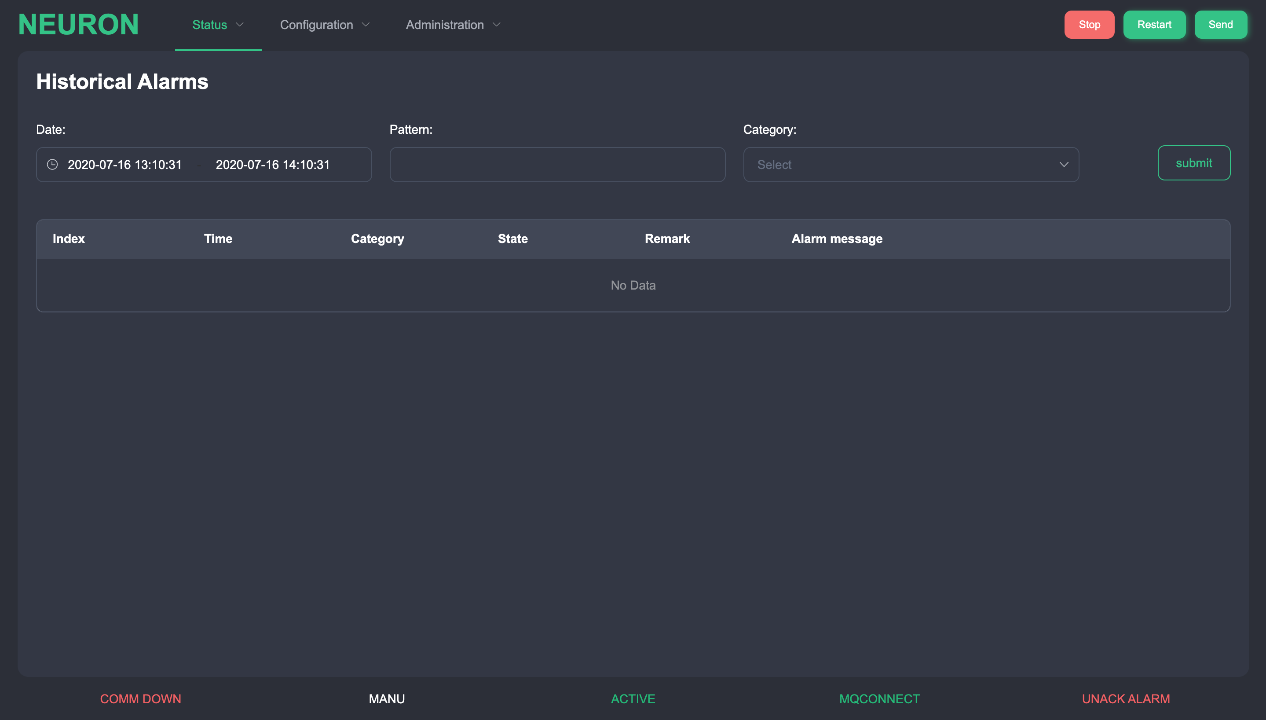 NEURON Status Configuration Administration Stop Restart Send
Historical Alarms
Date: Pattern: Category:
2020-07-16 13:10:31 - 2020-07-16 14:10:31 Select submit
Index Time Category State Remark Alarm message
No Data
COMM DOWN MANU ACTIVE MQCONNECT UNACK ALARM